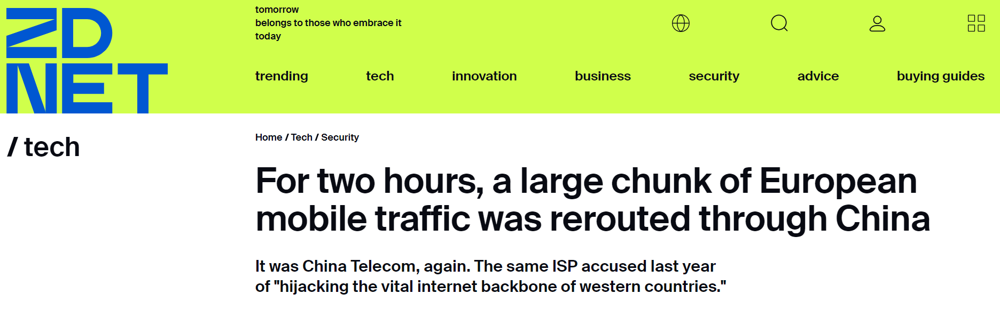 ZD
NET
tomorrow
belongs to those who embrace it
today
trending tech innovation business security advice buying guides
/ tech
Home / Tech / Security
For two hours, a large chunk of European
mobile traffic was rerouted through China
It was China Telecom, again. The same ISP accused last year
of "hijacking the vital internet backbone of western countries."